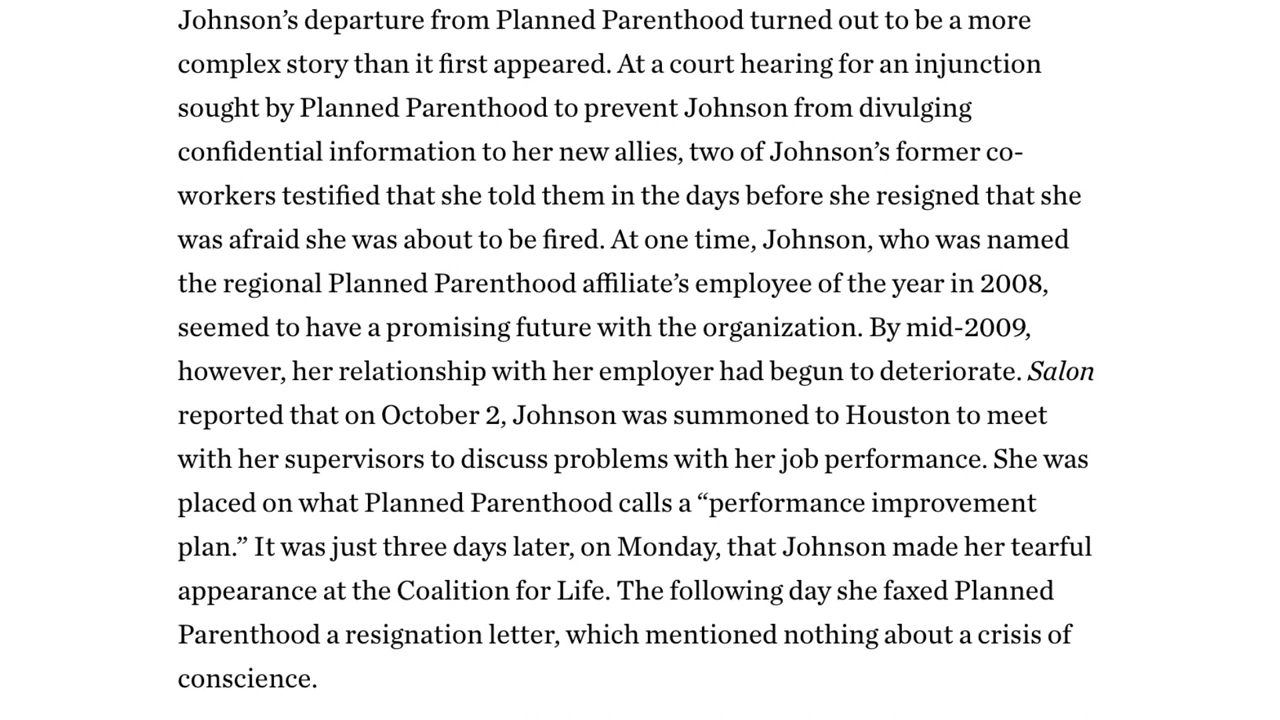 Johnson’s departure from Planned Parenthood turned out to be a more
complex story than it first appeared. At a court hearing for an injunction
sought by Planned Parenthood to prevent Johnson from divulging
confidential information to her new allies, two of Johnson’s former co-
workers testified that she told them in the days before she resigned that she
was afraid she was about to be fired. At one time, Johnson, who was named
the regional Planned Parenthood affiliate’s employee of the year in 2008,
seemed to have a promising future with the organization. By mid-2009,
however, her relationship with her employer had begun to deteriorate. Salon
reported that on October 2, Johnson was summoned to Houston to meet
with her supervisors to discuss problems with her job performance. She was
placed on what Planned Parenthood calls a “performance improvement
plan.” It was just three days later, on Monday, that Johnson made her tearful
appearance at the Coalition for Life. The following day she faxed Planned
Parenthood a resignation letter, which mentioned nothing about a crisis of
conscience.